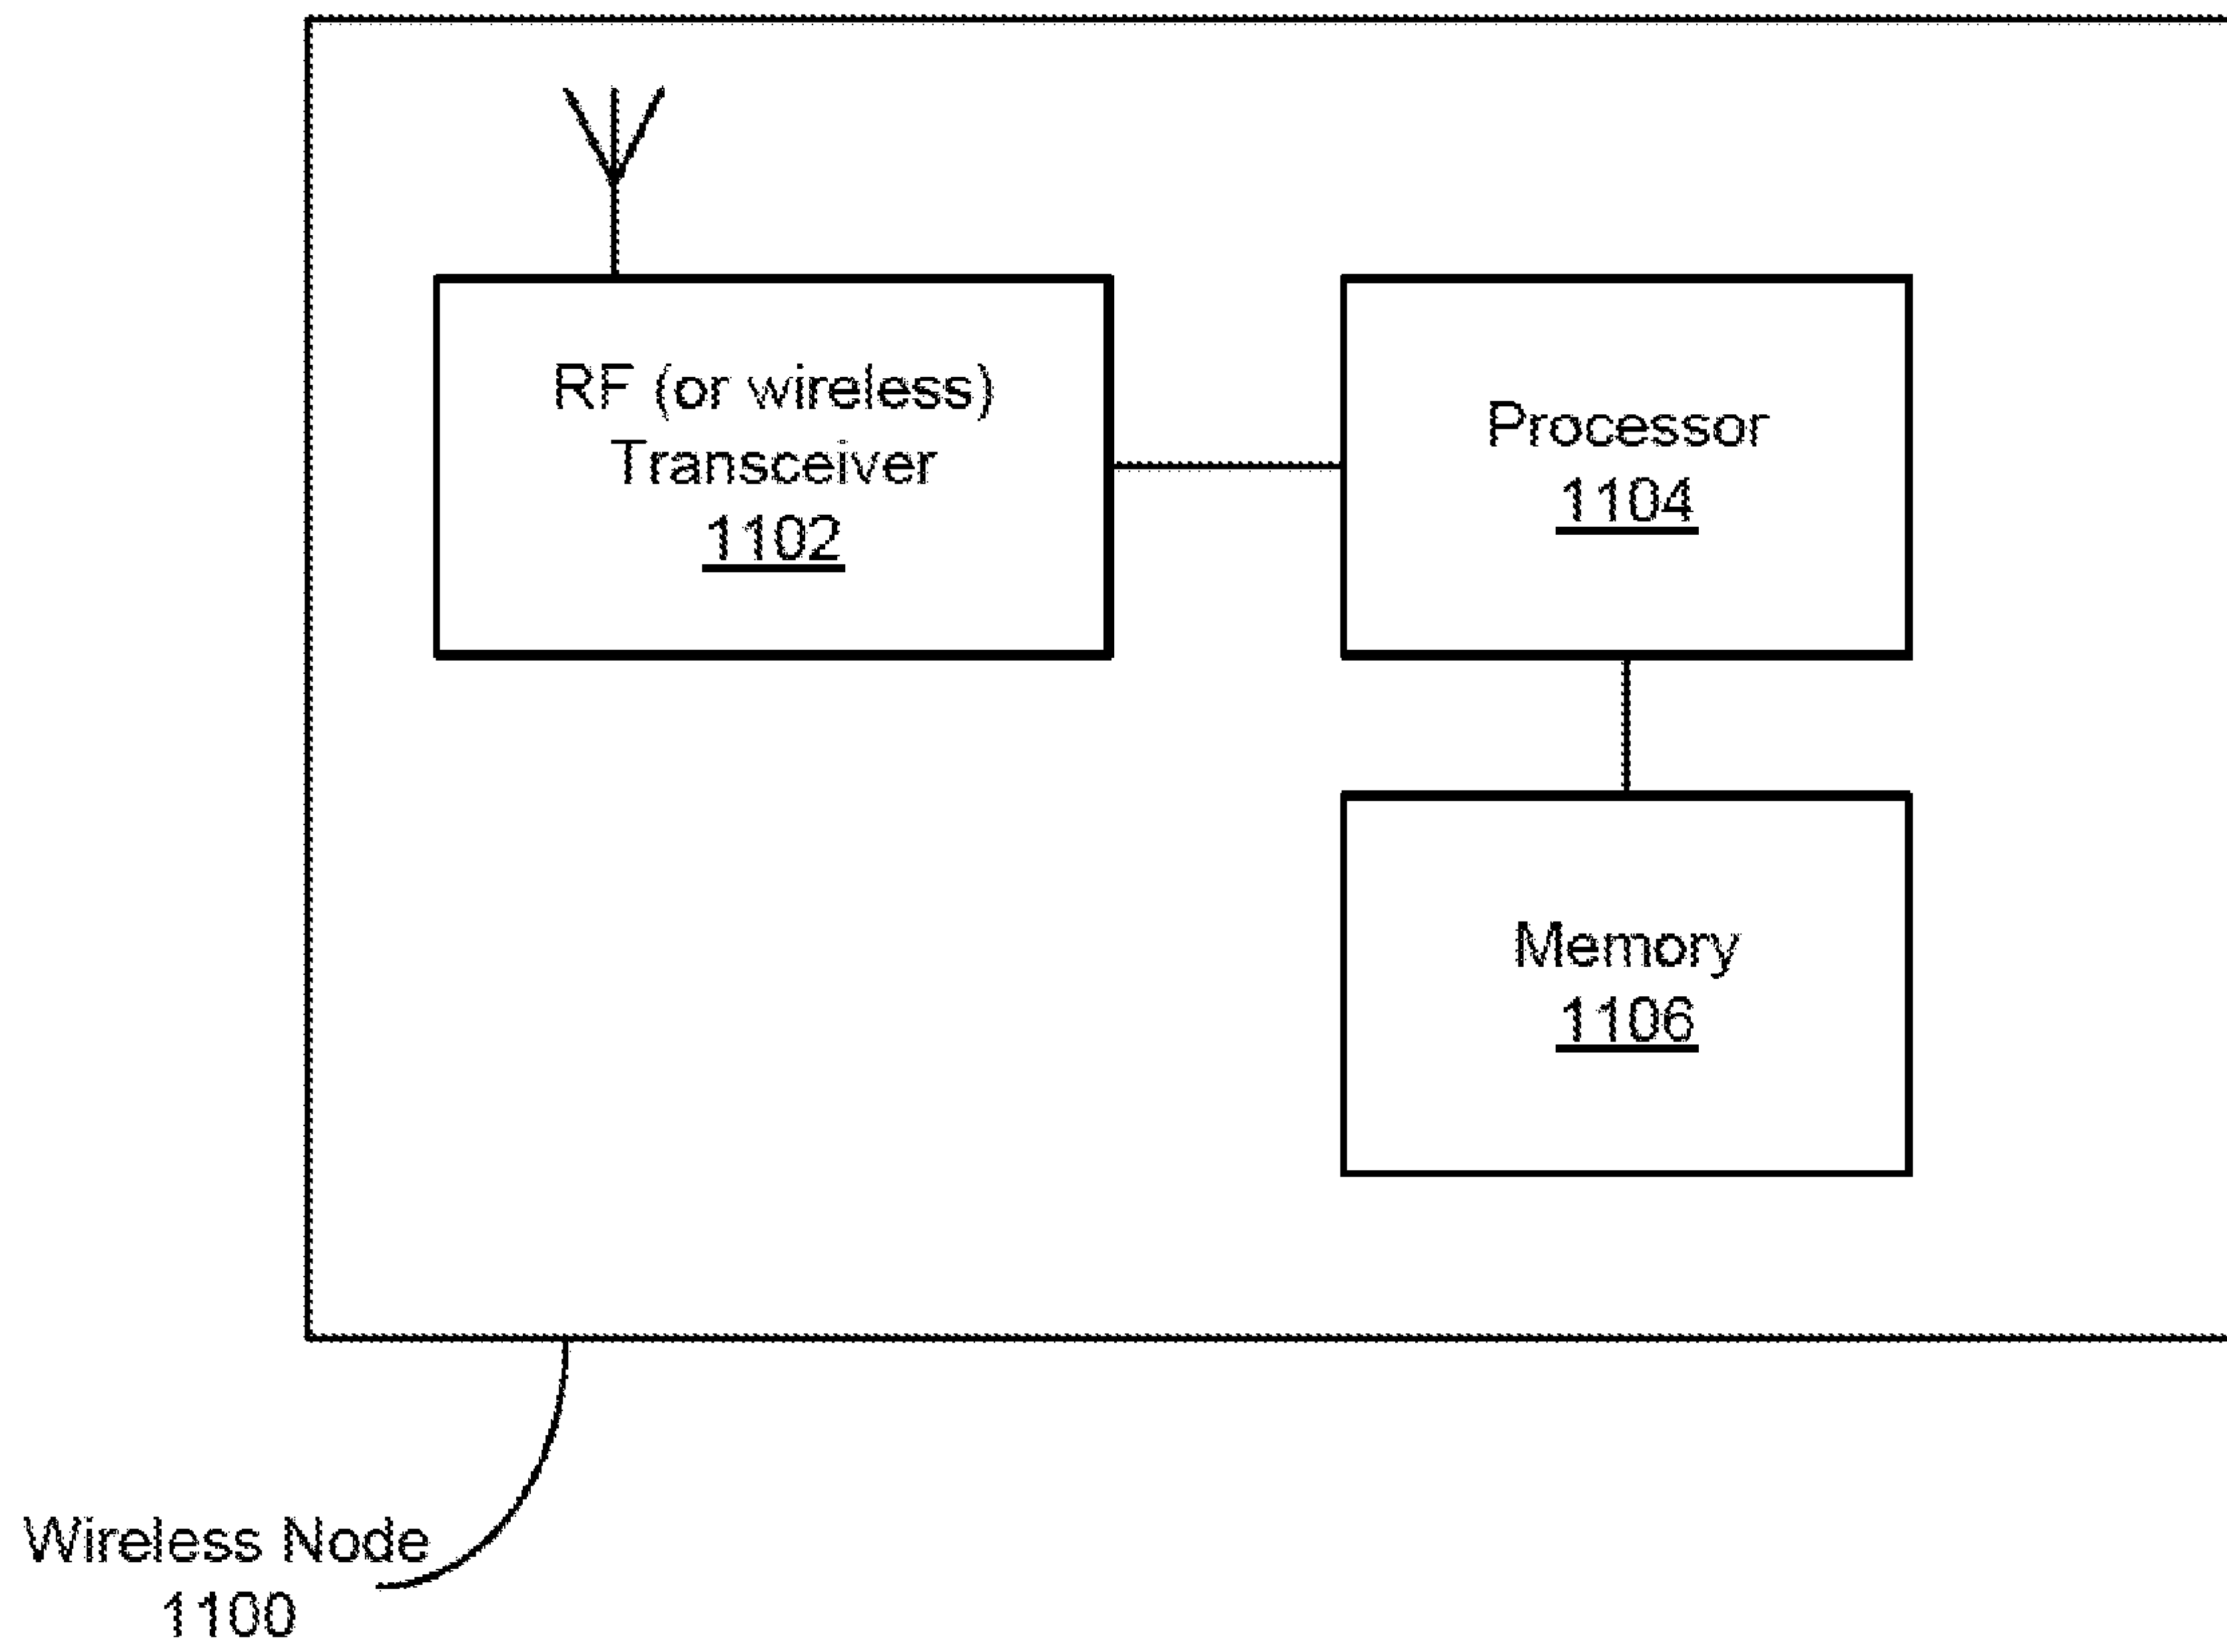 RF (or wireless)
Transceiver
1102
Processor
1104
Memory
1106
Wireless Node
1100